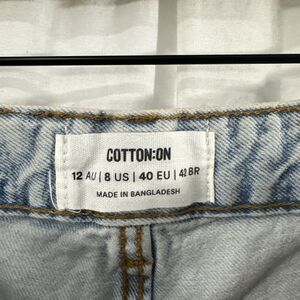 COTTON:ON
12 AU | 8 US | 40 EU | 42 BR
MADE IN BANGLADESH